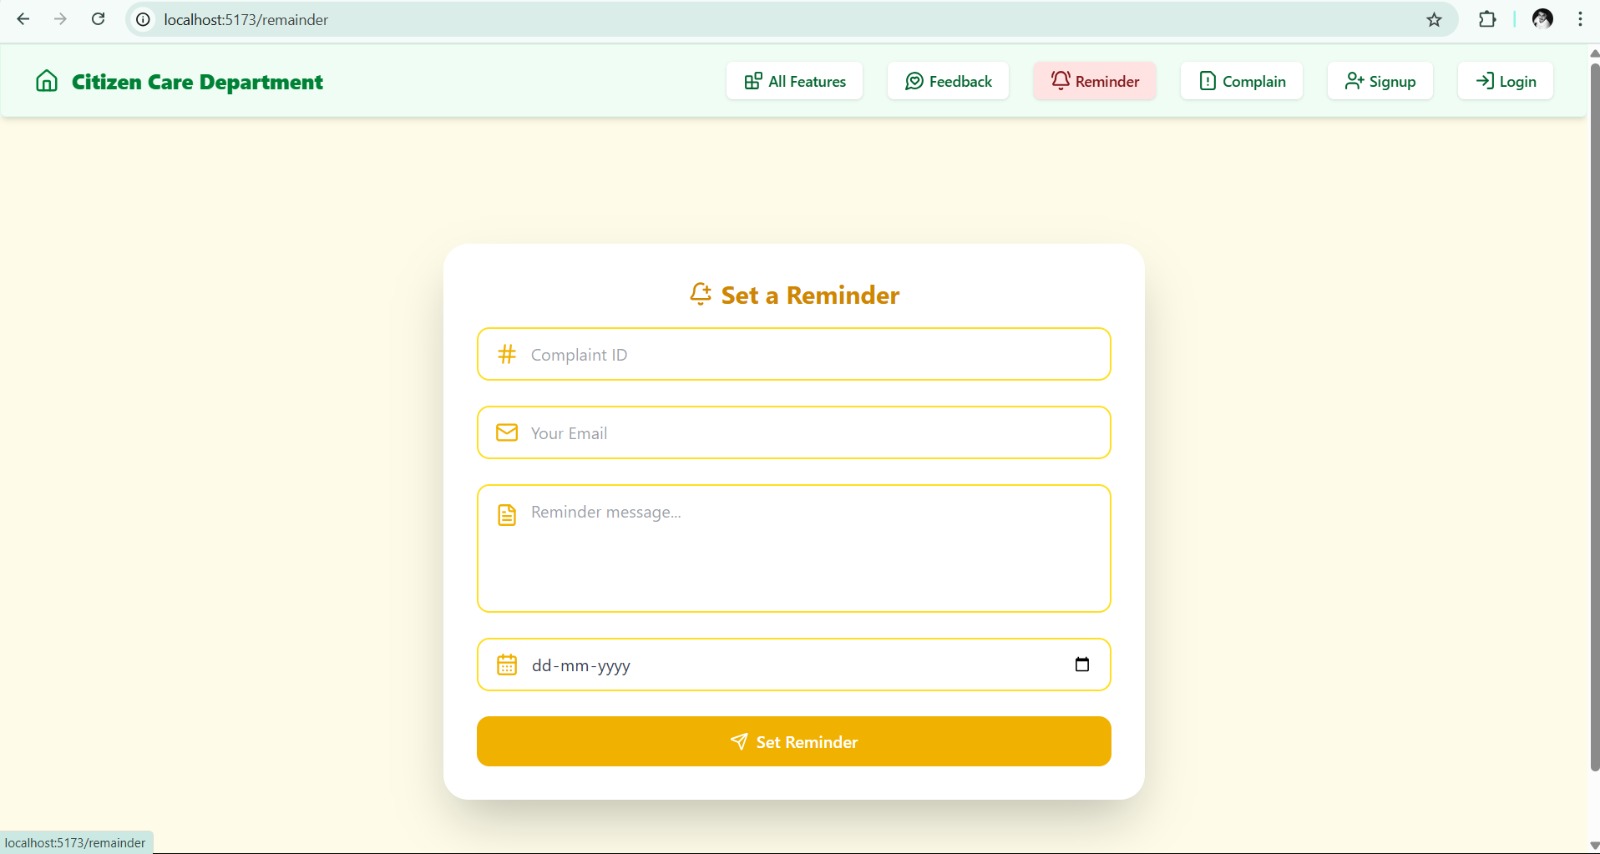 localhost:5173/remainder
Citizen Care Department
All Features
Feedback
Reminder
Complain
Signup
Login
Set a Reminder
Complaint ID
Your Email
Reminder message...
dd-mm-yyyy
Set Reminder
localhost:5173/remainder